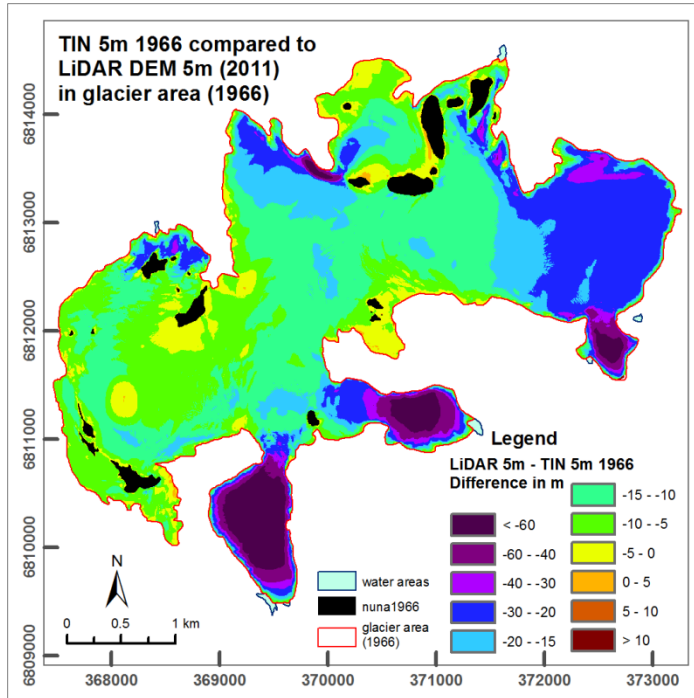 TIN 5m 1966 compared to
LiDAR DEM 5m (2011)
in glacier area (1966)
6814000
6813000
6812000
6811000
6810000
6809000
Legend
LiDAR 5m - TIN 5m 1966
Difference in m
< -60
-60 - -40
-40 - -30
-30 - -20
-20 - -15
-15 - -10
-10 - -5
-5 - 0
0 - 5
5 - 10
> 10
water areas
nuna1966
glacier area
(1966)
N
0 0.5 1 km
368000 369000 370000 371000 372000 373000